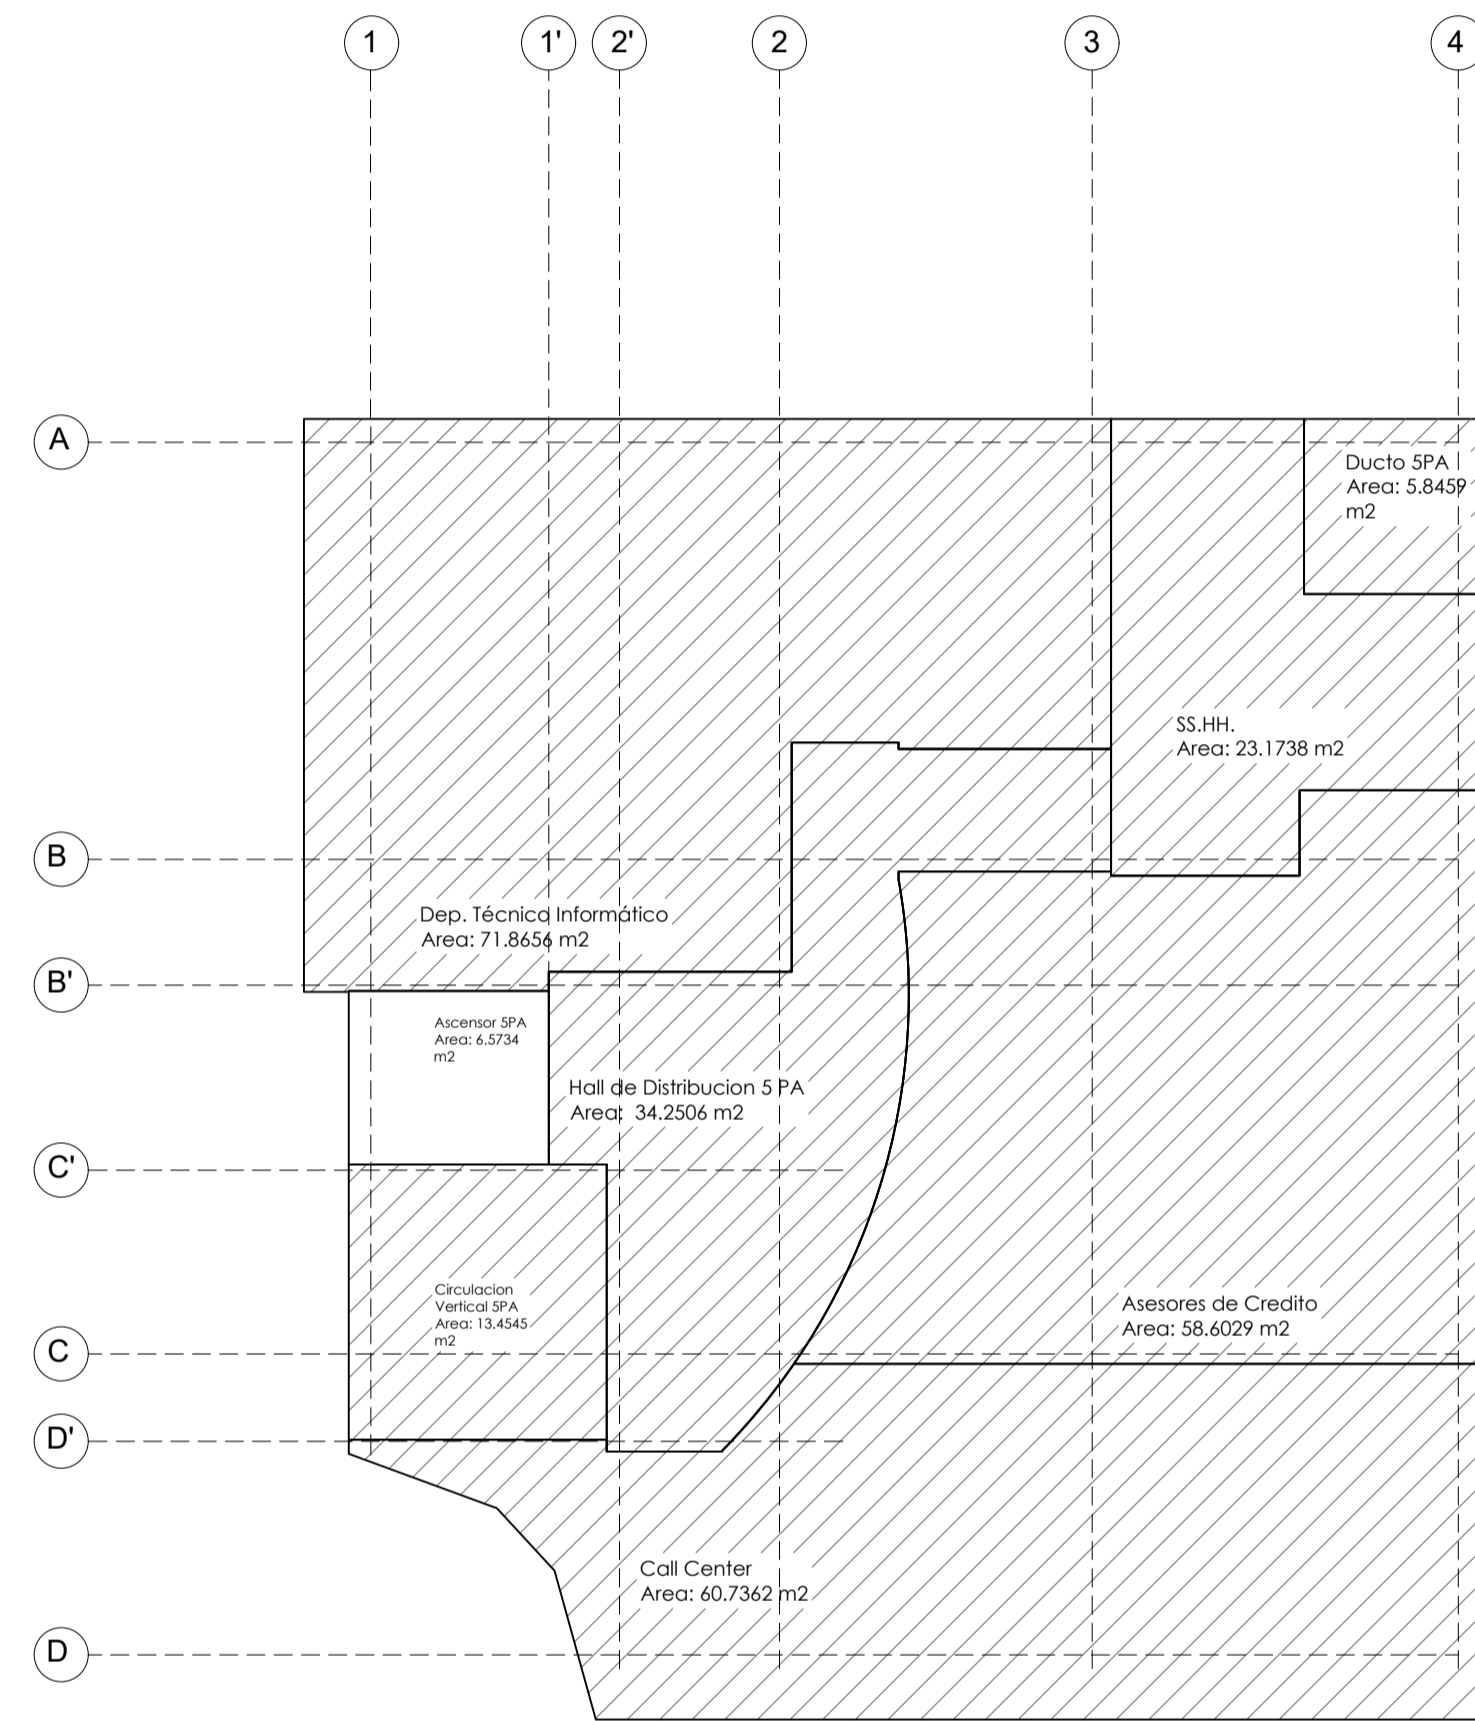 1
1'
2'
2
3
4
A
Ducto 5PA
Area: 5.8459
m2
SS.HH.
Area: 23.1738 m2
B
Dep. Técnico Informático
Area: 71.8656 m2
B'
Ascensor 5PA
Area: 6.5734
m2
Hall de Distribucion 5 PA
Area: 34.2506 m2
C'
Circulacion
Vertical 5PA
Area: 13.4545
m2
Asesores de Credito
Area: 58.6029 m2
C
D'
Call Center
Area: 60.7362 m2
D